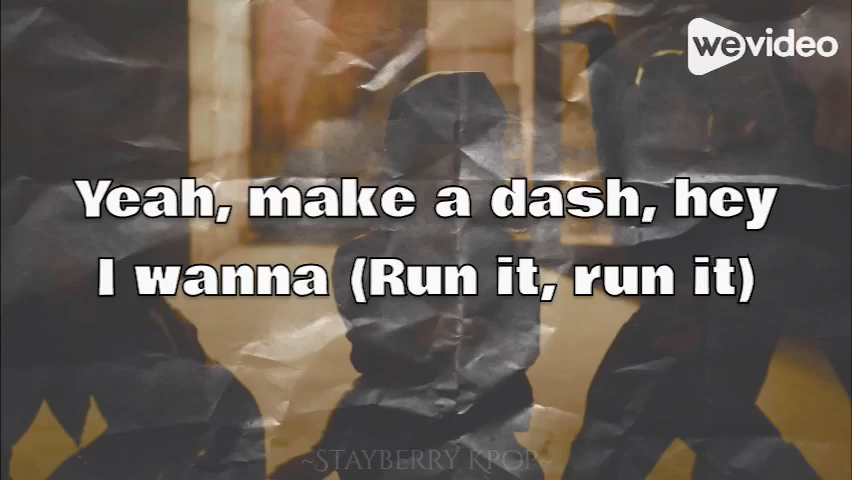 wevideo
Yeah, make a dash, hey
I wanna (Run it, run it)
~STAYBERRY KPOP~